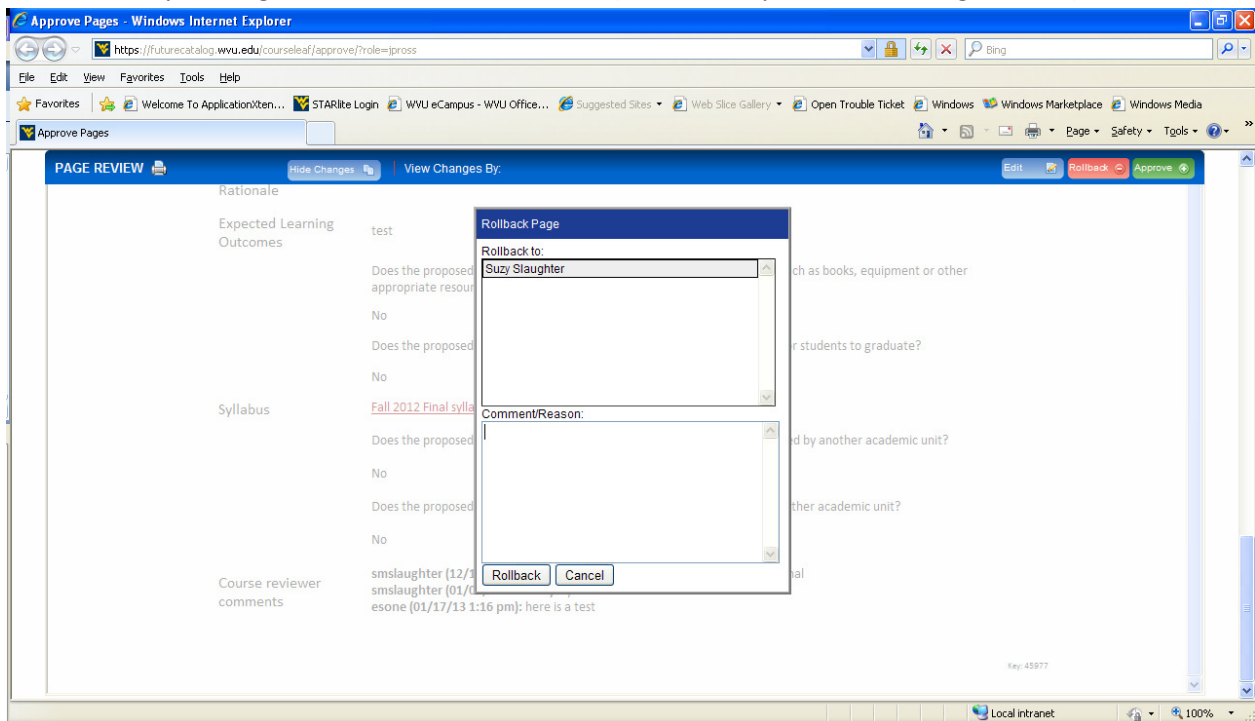 Approve Pages - Windows Internet Explorer
https://futurecatalog.wvu.edu/courseleaf/approve/?role=jpross
Bing
File Edit View Favorites Tools Help
Favorites Welcome To ApplicationXten... STARlite Login WVU eCampus - WVU Office... Suggested Sites Web Slice Gallery Open Trouble Ticket Windows Windows Marketplace Windows Media
Approve Pages
Page Safety Tools
PAGE REVIEW Hide Changes View Changes By: Edit Rollback Approve
Rationale
Expected Learning
Outcomes
test
Does the proposed ch as books, equipment or other
appropriate resour
No
Does the proposed r students to graduate?
No
Syllabus Fall 2012 Final sylla
Does the proposed d by another academic unit?
No
Does the proposed ther academic unit?
No
Course reviewer
comments
smslaughter (12/1 nal
smslaughter (01/0
esone (01/17/13 1:16 pm): here is a test
Key: 45977
Rollback Page
Rollback to:
Suzy Slaughter
Comment/Reason:
Rollback Cancel
Local intranet 100%